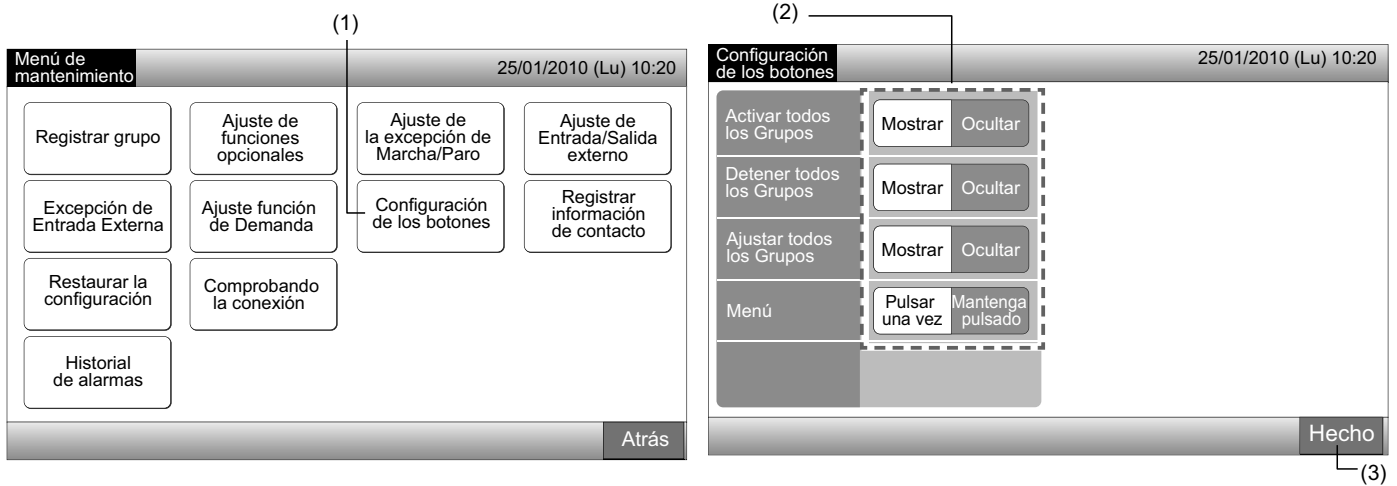 (1)
Menú de
mantenimiento
25/01/2010 (Lu) 10:20
Registrar grupo
Ajuste de
funciones
opcionales
Ajuste de
la excepción de
Marcha/Paro
Ajuste de
Entrada/Salida
externo
Excepción de
Entrada Externa
Ajuste función
de Demanda
Configuración
de los botones
Registrar
información
de contacto
Restaurar la
configuración
Comprobando
la conexión
Historial
de alarmas
Atrás
(2)
Configuración
de los botones
25/01/2010 (Lu) 10:20
Activar todos
los Grupos
Mostrar
Ocultar
Detener todos
los Grupos
Mostrar
Ocultar
Ajustar todos
los Grupos
Mostrar
Ocultar
Menú
Pulsar
una vez
Mantenga
pulsado
Hecho
(3)